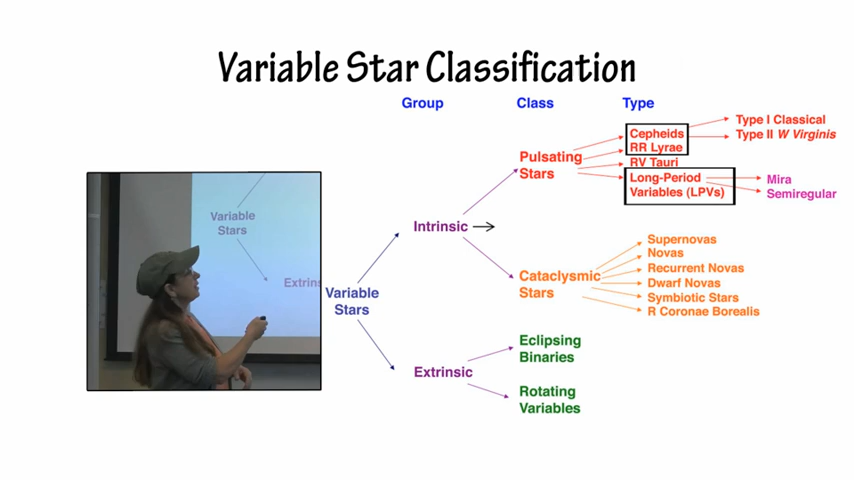 Variable Star Classification
Group
Class
Type
Variable
Stars
Intrinsic
Extrinsic
Pulsating
Stars
Cepheids
RR Lyrae
RV Tauri
Long-Period
Variables (LPVs)
Type I Classical
Type II W Virginis
Mira
Semiregular
Cataclysmic
Stars
Supernovas
Novas
Recurrent Novas
Dwarf Novas
Symbiotic Stars
R Coronae Borealis
Eclipsing
Binaries
Rotating
Variables
Variable
Stars
Extrins